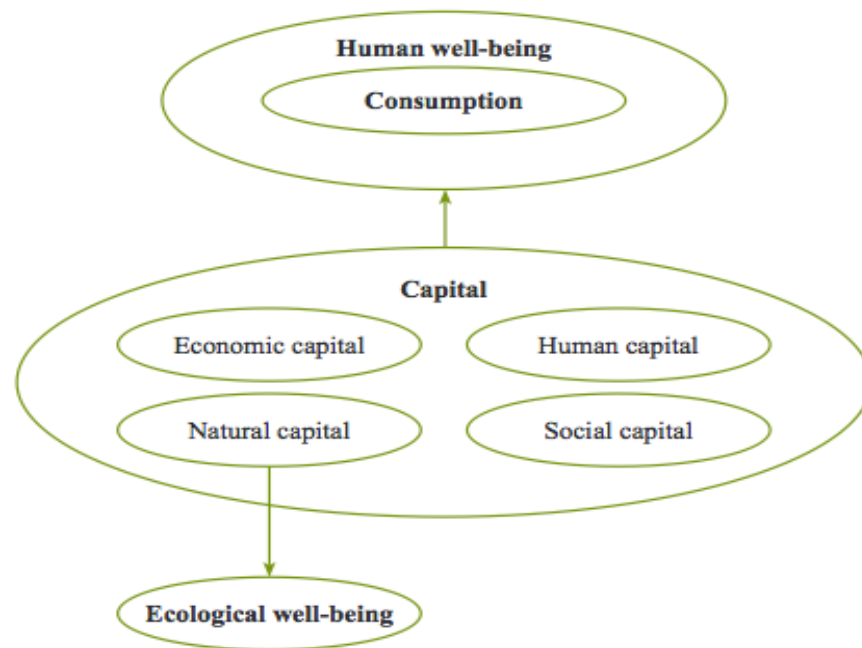 Human well-being
Consumption
Capital
Economic capital
Human capital
Natural capital
Social capital
Ecological well-being